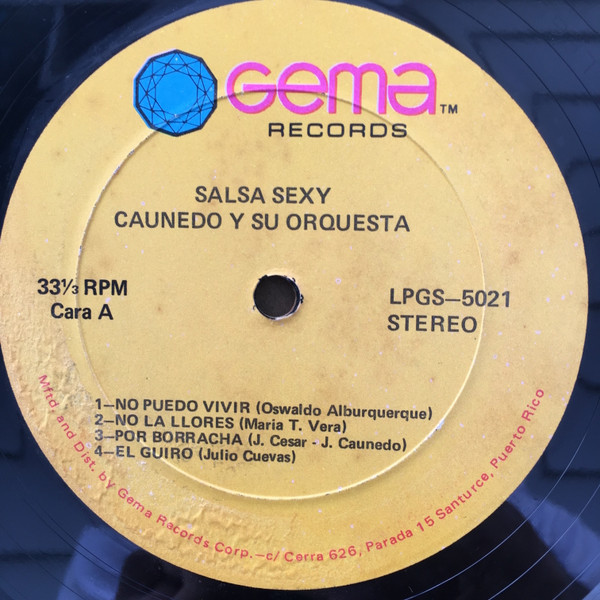 Gema TM
RECORDS
SALSA SEXY
CAUNEDO Y SU ORQUESTA
33⅓ RPM
Cara A
LPGS–5021
STEREO
1–NO PUEDO VIVIR (Oswaldo Alburquerque)
2–NO LA LLORES (Maria T. Vera)
3–POR BORRACHA (J. Cesar - J. Caunedo)
4–EL GUIRO (Julio Cuevas)
Mftd. and Dist. by Gema Records Corp.–c/ Cerra 626, Parada 15 Santurce, Puerto Rico